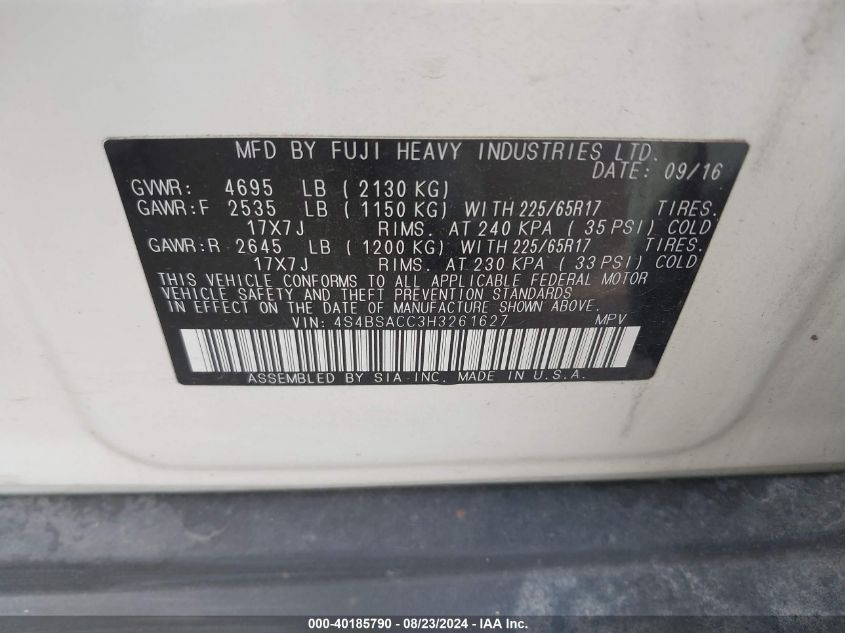 MFD BY FUJI HEAVY INDUSTRIES LTD.
DATE: 09/16
GVWR: 4695 LB ( 2130 KG)
GAWR:F 2535 LB ( 1150 KG) WITH 225/65R17 TIRES.
17X7J RIMS. AT 240 KPA ( 35 PSI) COLD
GAWR:R 2645 LB ( 1200 KG) WITH 225/65R17 TIRES.
17X7J RIMS. AT 230 KPA ( 33 PSI) COLD
THIS VEHICLE CONFORMS TO ALL APPLICABLE FEDERAL MOTOR
VEHICLE SAFETY AND THEFT PREVENTION STANDARDS
IN EFFECT ON THE DATE OF MANUFACTURE SHOWN ABOVE.
VIN: 4S4BSACC3H3261627 MPV
ASSEMBLED BY SIA INC. MADE IN U.S.A.
000-40185790 - 08/23/2024 - IAA Inc.